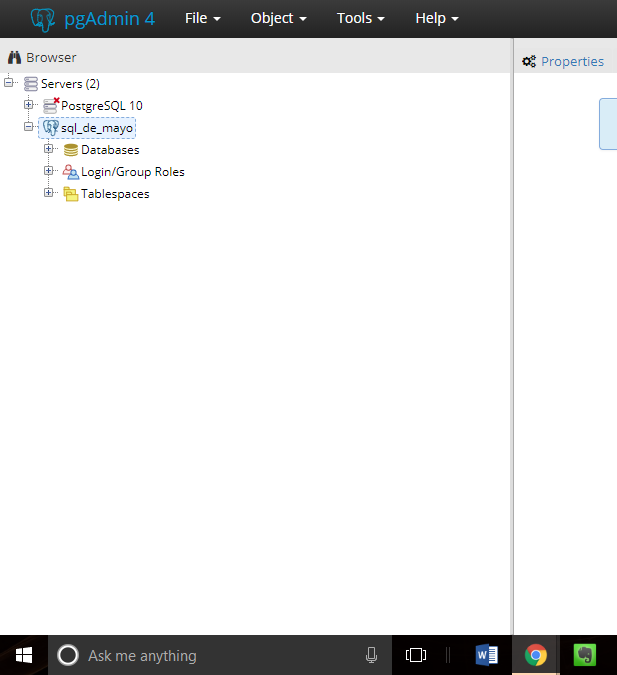 pgAdmin 4 File Object Tools Help
Browser
Properties
Servers (2)
PostgreSQL 10
sql_de_mayo
Databases
Login/Group Roles
Tablespaces
Ask me anything